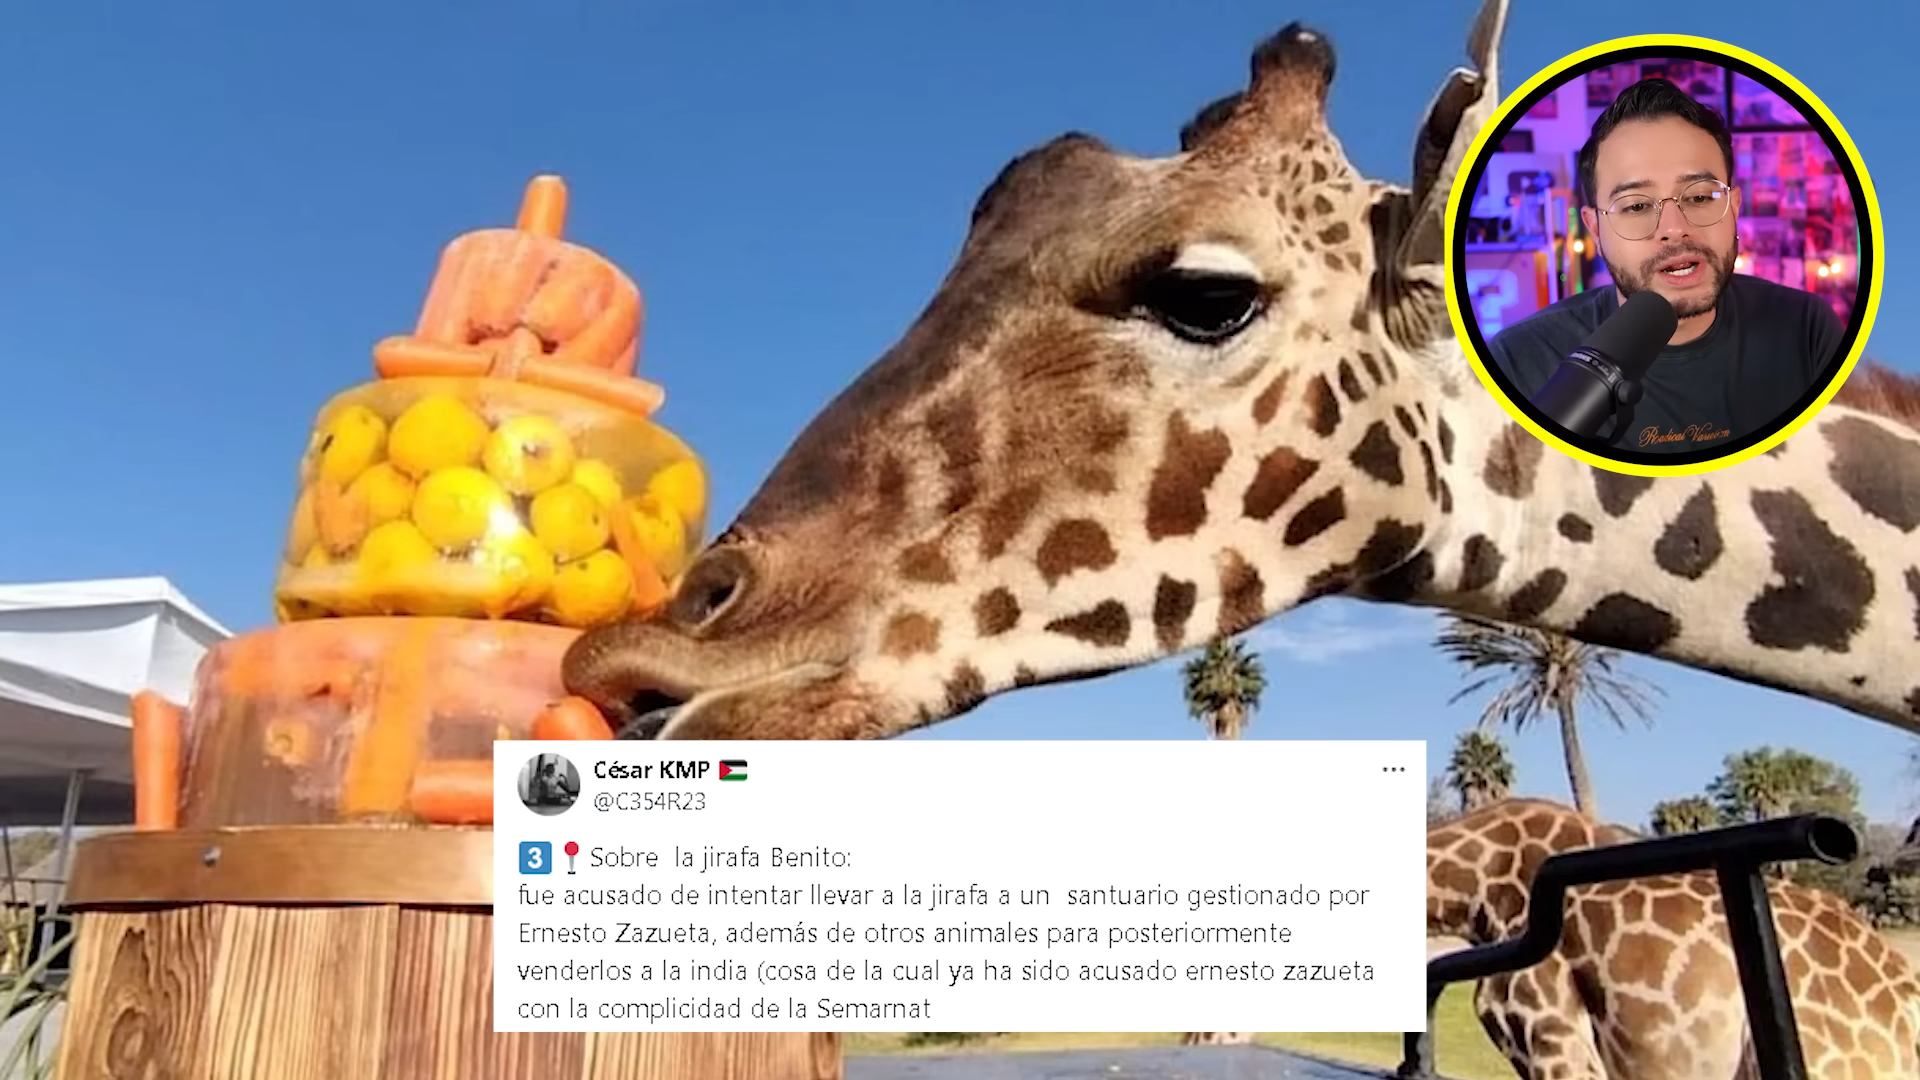 César KMP 🇵🇸
@C354R23
3️⃣📍Sobre la jirafa Benito:
fue acusado de intentar llevar a la jirafa a un santuario gestionado por
Ernesto Zazueta, además de otros animales para posteriormente
venderlos a la india (cosa de la cual ya ha sido acusado ernesto zazueta
con la complicidad de la Semarnat